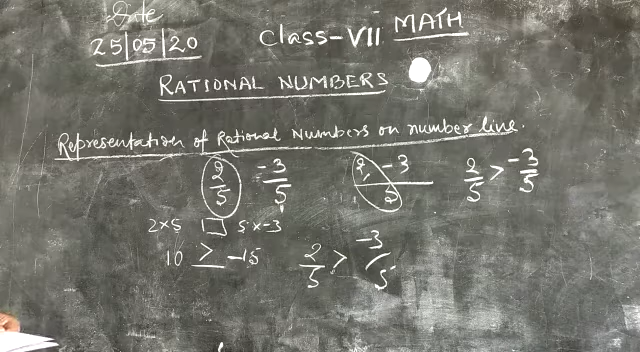 Date
25|05|20
Class-VII MATH
RATIONAL NUMBERS
Representation of Rational Numbers on number line.
2/5 -3/5 2, -3/5 2/5 > -3/5
2×5 □ 5×-3
10 > -15 2/5 > -3/5